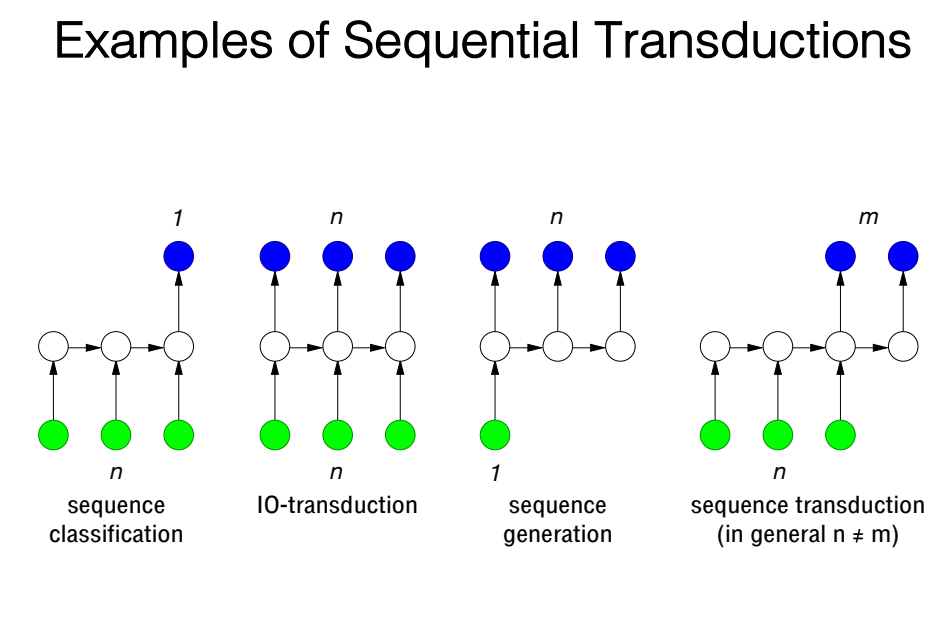 Examples of Sequential Transductions
1
n
n
m
n
n
1
n
sequence
classification
IO-transduction
sequence
generation
sequence transduction
(in general n ≠ m)